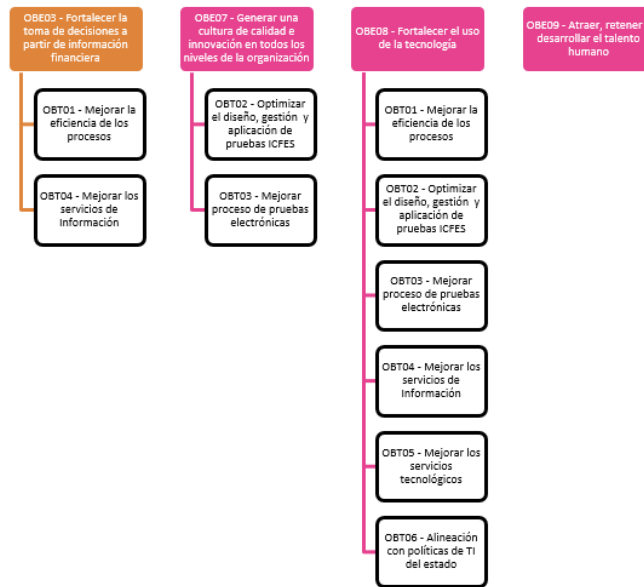 OBE03 - Fortalecer la
toma de decisiones a
partir de información
financiera
OBT01 - Mejorar la
eficiencia de los
procesos
OBT04 - Mejorar los
servicios de
Información
OBE07 - Generar una
cultura de calidad e
innovación en todos los
niveles de la organización
OBT02 - Optimizar
el diseño, gestión y
aplicación de
pruebas ICFES
OBT03 - Mejorar
proceso de pruebas
electrónicas
OBE08 - Fortalecer el uso
de la tecnología
OBT01 - Mejorar la
eficiencia de los
procesos
OBT02 - Optimizar
el diseño, gestión y
aplicación de
pruebas ICFES
OBT03 - Mejorar
proceso de pruebas
electrónicas
OBT04 - Mejorar los
servicios de
Información
OBT05 - Mejorar los
servicios
tecnológicos
OBT06 - Alineación
con políticas de TI
del estado
OBE09 - Atraer, retener
desarrollar el talento
humano